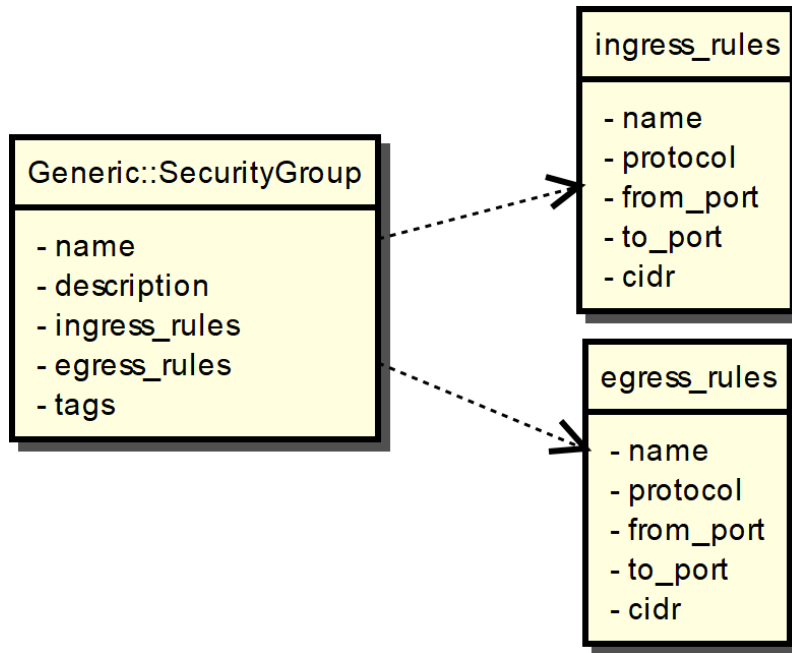 Generic::SecurityGroup
- name
- description
- ingress_rules
- egress_rules
- tags
ingress_rules
- name
- protocol
- from_port
- to_port
- cidr
egress_rules
- name
- protocol
- from_port
- to_port
- cidr